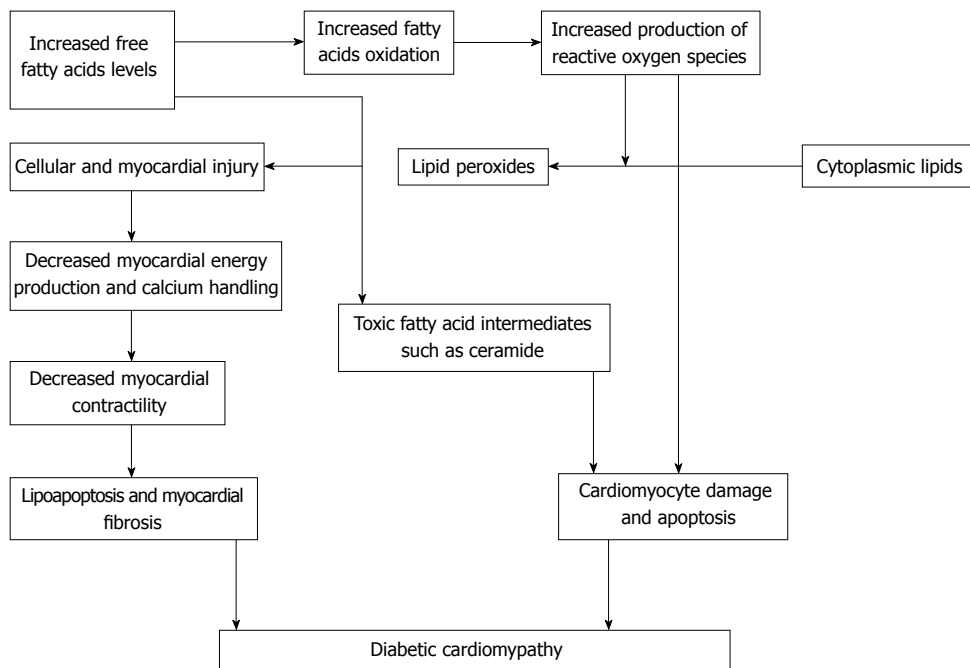 Increased free
fatty acids levels
Increased fatty
acids oxidation
Increased production of
reactive oxygen species
Cellular and myocardial injury
Lipid peroxides
Cytoplasmic lipids
Decreased myocardial energy
production and calcium handling
Toxic fatty acid intermediates
such as ceramide
Decreased myocardial
contractility
Lipoapoptosis and myocardial
fibrosis
Cardiomyocyte damage
and apoptosis
Diabetic cardiomypathy